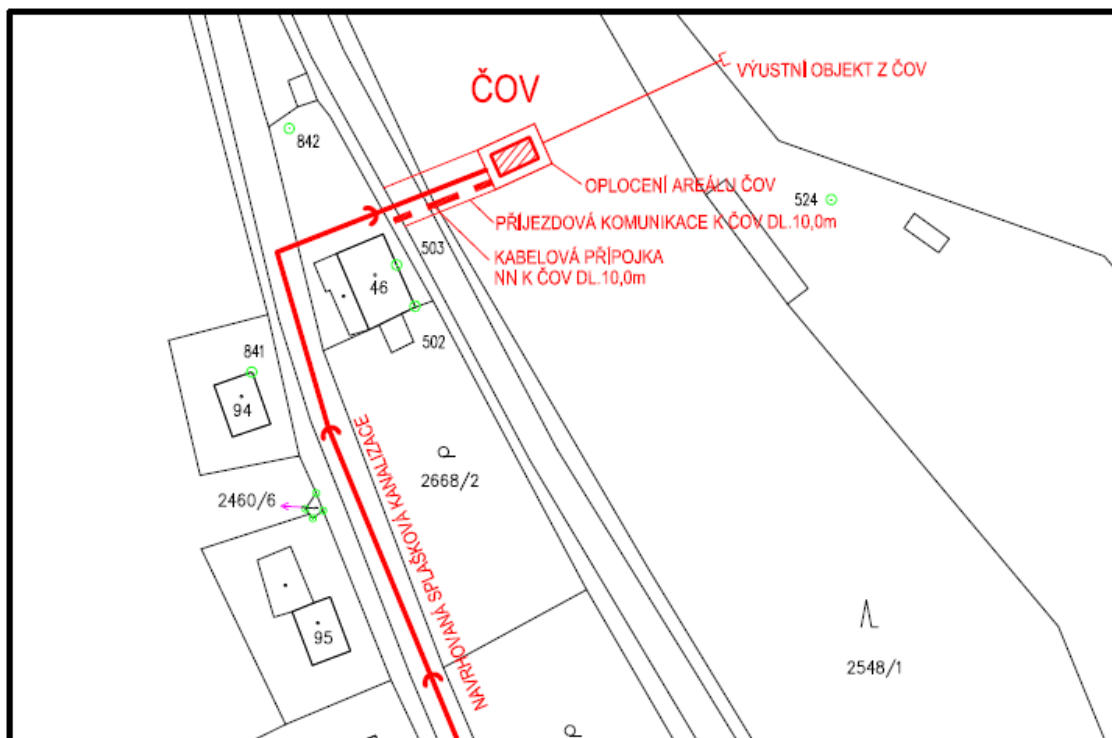 ČOV
VÝUSTNÍ OBJEKT Z ČOV
842
OPLOCENÍ AREÁLU ČOV
524
PŘÍJEZDOVÁ KOMUNIKACE K ČOV DL.10,0m
503
KABELOVÁ PŘÍPOJKA
NN K ČOV DL.10,0m
46
502
841
94
NAVRHOVANÁ SPLAŠKOVÁ KANALIZACE
2668/2
2460/6
95
2548/1